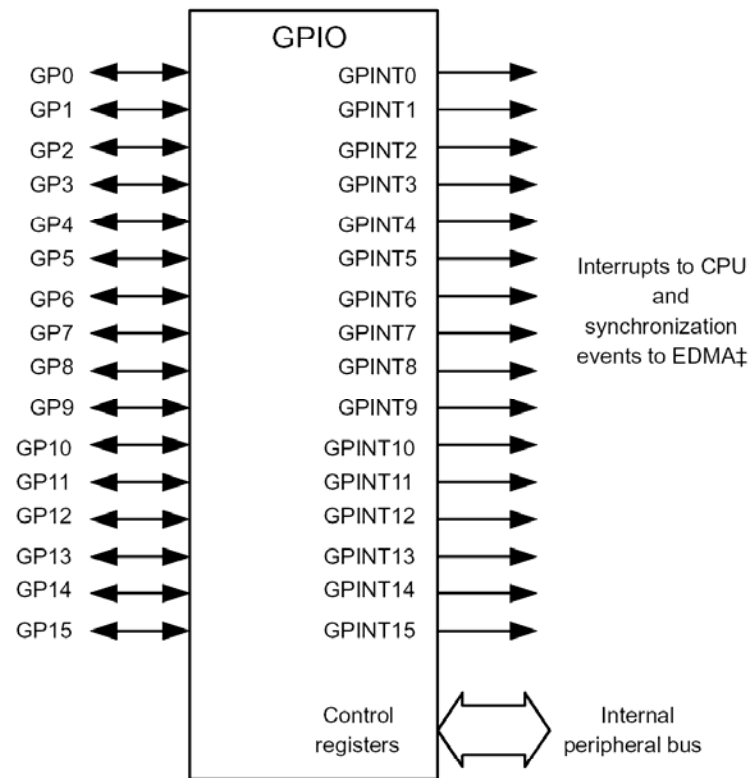 GPIO
GP0 GPINT0
GP1 GPINT1
GP2 GPINT2
GP3 GPINT3
GP4 GPINT4
GP5 GPINT5
GP6 GPINT6
GP7 GPINT7
GP8 GPINT8
GP9 GPINT9
GP10 GPINT10
GP11 GPINT11
GP12 GPINT12
GP13 GPINT13
GP14 GPINT14
GP15 GPINT15
Interrupts to CPU
and
synchronization
events to EDMA‡
Control
registers
Internal
peripheral bus